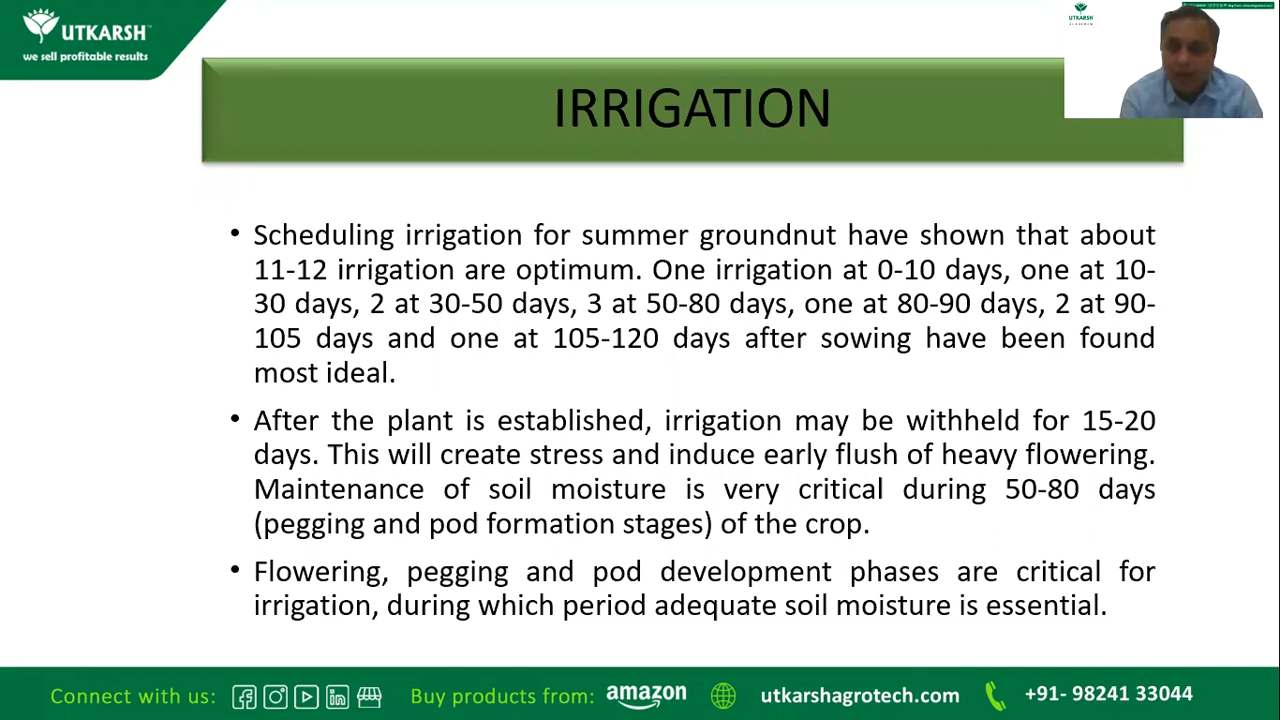 UTKARSH
we sell profitable results
UTKARSH
IRRIGATION
• Scheduling irrigation for summer groundnut have shown that about
11-12 irrigation are optimum. One irrigation at 0-10 days, one at 10-
30 days, 2 at 30-50 days, 3 at 50-80 days, one at 80-90 days, 2 at 90-
105 days and one at 105-120 days after sowing have been found
most ideal.
• After the plant is established, irrigation may be withheld for 15-20
days. This will create stress and induce early flush of heavy flowering.
Maintenance of soil moisture is very critical during 50-80 days
(pegging and pod formation stages) of the crop.
• Flowering, pegging and pod development phases are critical for
irrigation, during which period adequate soil moisture is essential.
Connect with us: Buy products from: amazon utkarshagrotech.com +91- 98241 33044